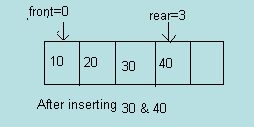 front=0 rear=3
10 20 30 40
After inserting 30 & 40